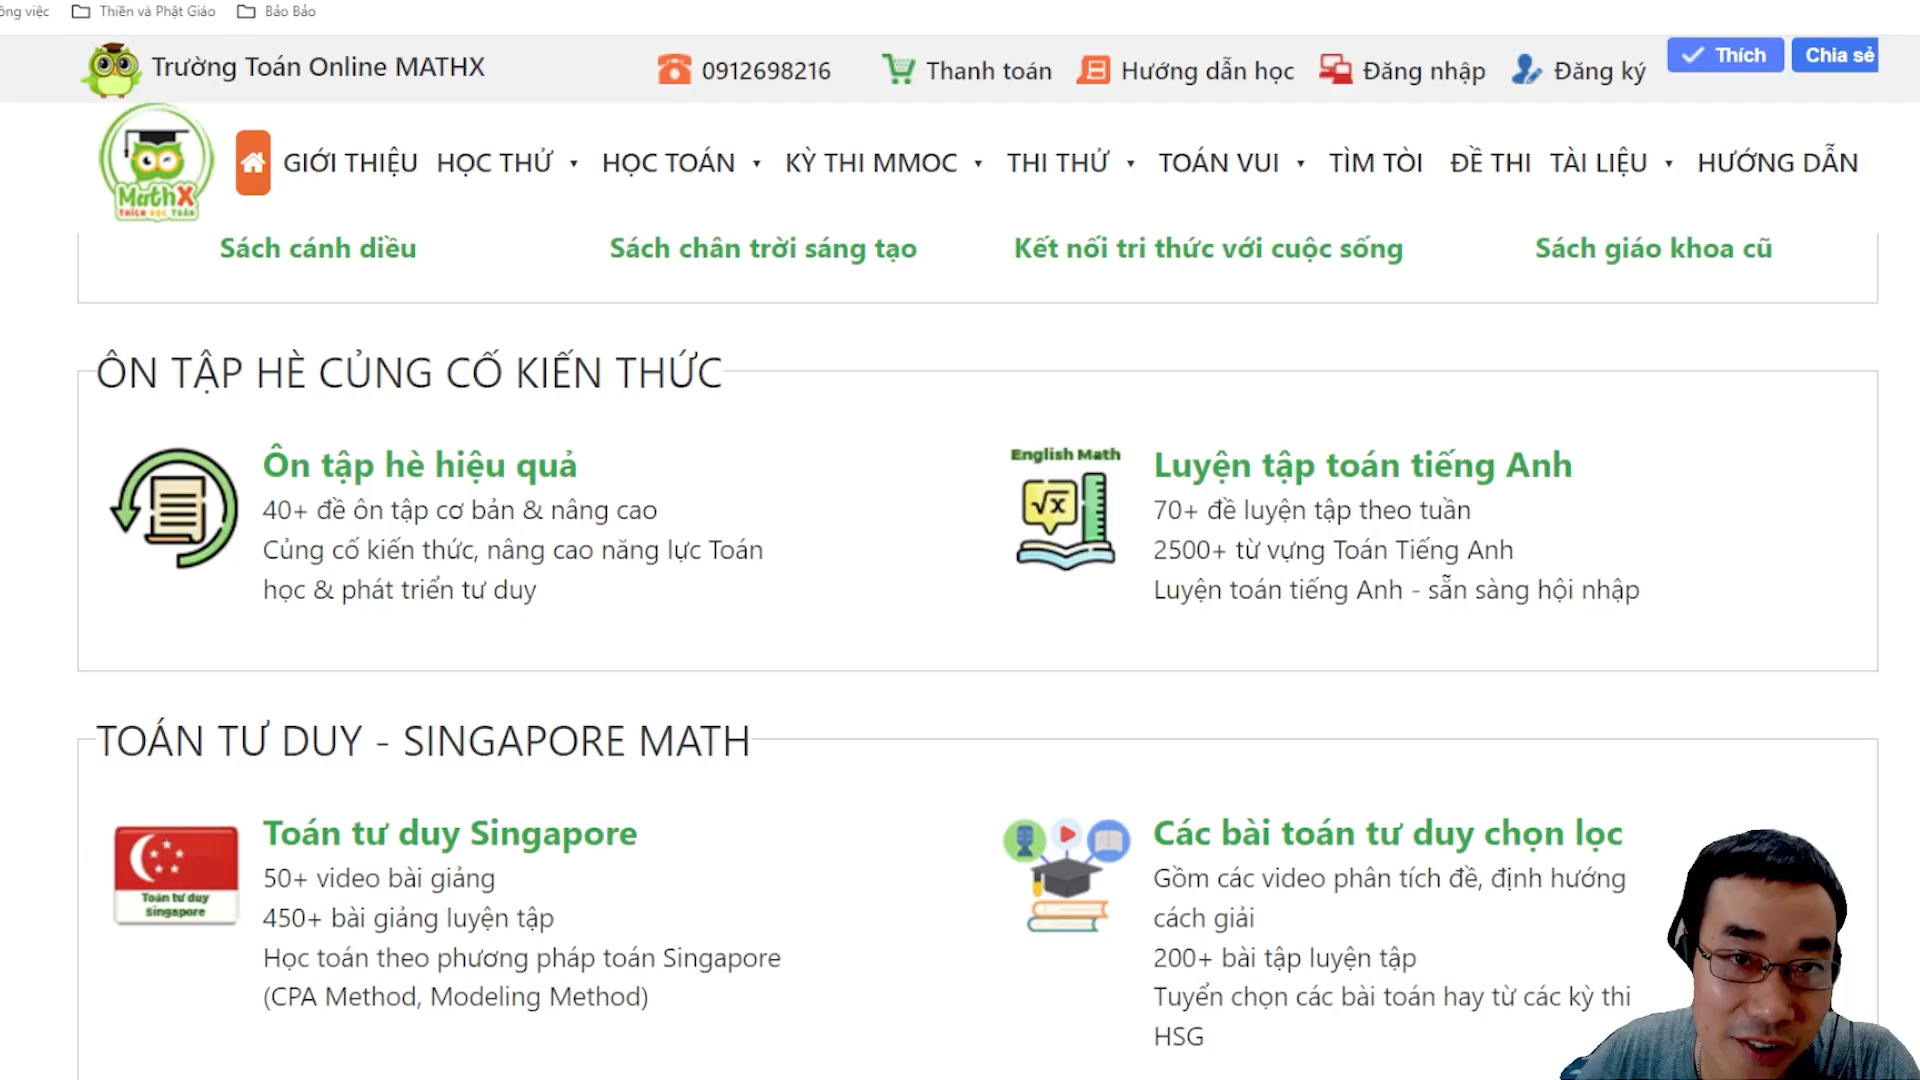 ông việc Thiền và Phật Giáo Bảo Bảo
Trường Toán Online MATHX 0912698216 Thanh toán Hướng dẫn học Đăng nhập Đăng ký Thích Chia sẻ
MathX
THÍCH HỌC TOÁN
GIỚI THIỆU HỌC THỬ HỌC TOÁN KỲ THI MMOC THI THỬ TOÁN VUI TÌM TÒI ĐỀ THI TÀI LIỆU HƯỚNG DẪN
Sách cánh diều Sách chân trời sáng tạo Kết nối tri thức với cuộc sống Sách giáo khoa cũ
ÔN TẬP HÈ CỦNG CỐ KIẾN THỨC
Ôn tập hè hiệu quả
40+ đề ôn tập cơ bản & nâng cao
Củng cố kiến thức, nâng cao năng lực Toán
học & phát triển tư duy
English Math
√x
Luyện tập toán tiếng Anh
70+ đề luyện tập theo tuần
2500+ từ vựng Toán Tiếng Anh
Luyện toán tiếng Anh - sẵn sàng hội nhập
TOÁN TƯ DUY - SINGAPORE MATH
Toán tư duy
Singapore
Toán tư duy Singapore
50+ video bài giảng
450+ bài giảng luyện tập
Học toán theo phương pháp toán Singapore
(CPA Method, Modeling Method)
Các bài toán tư duy chọn lọc
Gồm các video phân tích đề, định hướng
cách giải
200+ bài tập luyện tập
Tuyển chọn các bài toán hay từ các kỳ thi
HSG